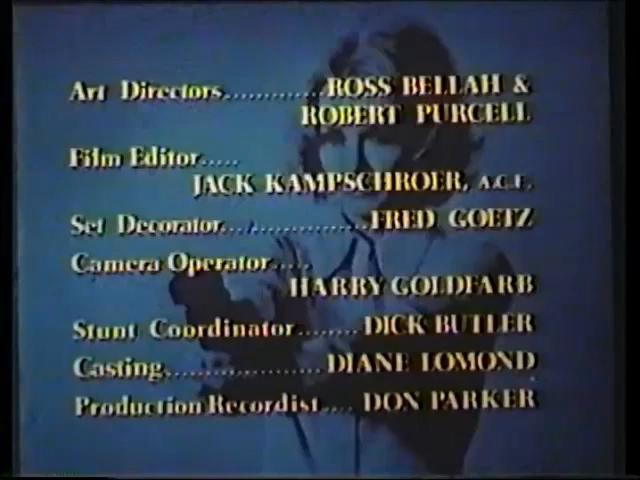 Art Directors............ROSS BELLAH &
ROBERT PURCELL
Film Editor.....
JACK KAMPSCHROER, A.C.E.
Set Decorator................FRED GOETZ
Camera Operator.....
HARRY GOLDFARB
Stunt Coordinator........DICK BUTLER
Casting....................DIANE LOMOND
Production Recordist.... DON PARKER